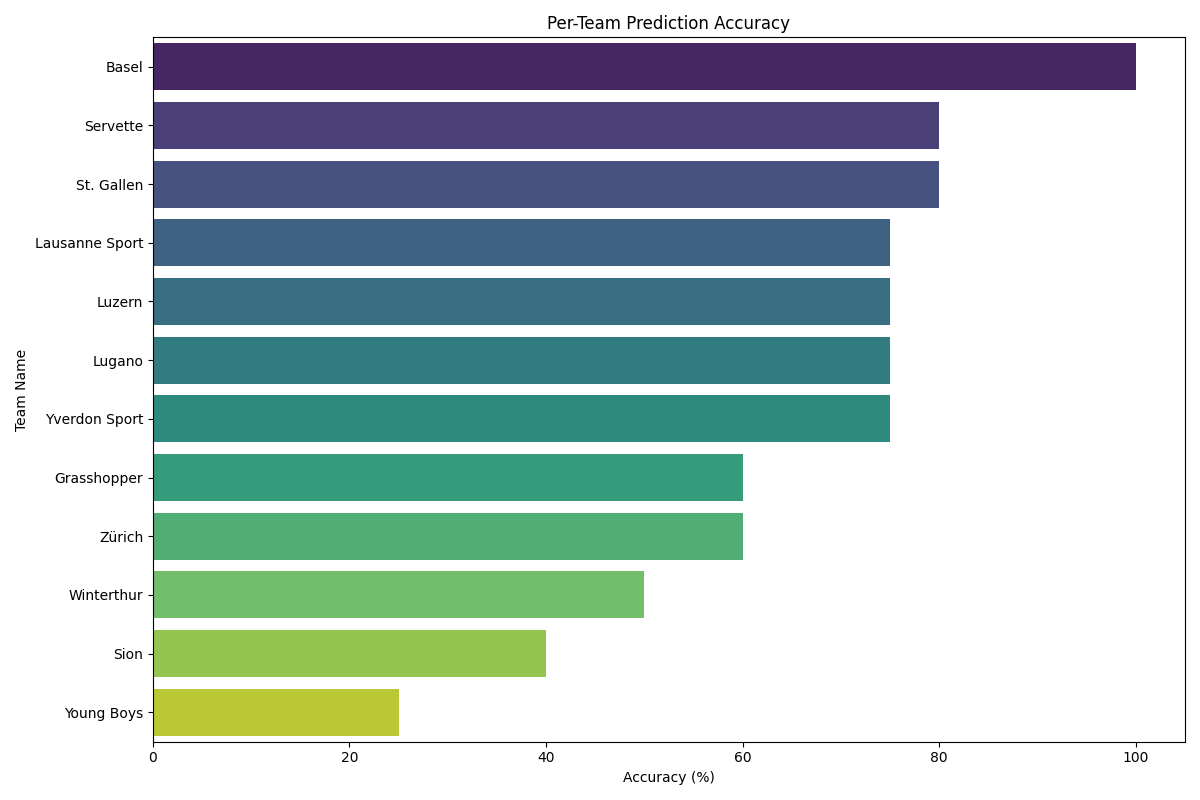 Per-Team Prediction Accuracy
Team Name
Basel
Servette
St. Gallen
Lausanne Sport
Luzern
Lugano
Yverdon Sport
Grasshopper
Zürich
Winterthur
Sion
Young Boys
0 20 40 60 80 100
Accuracy (%)